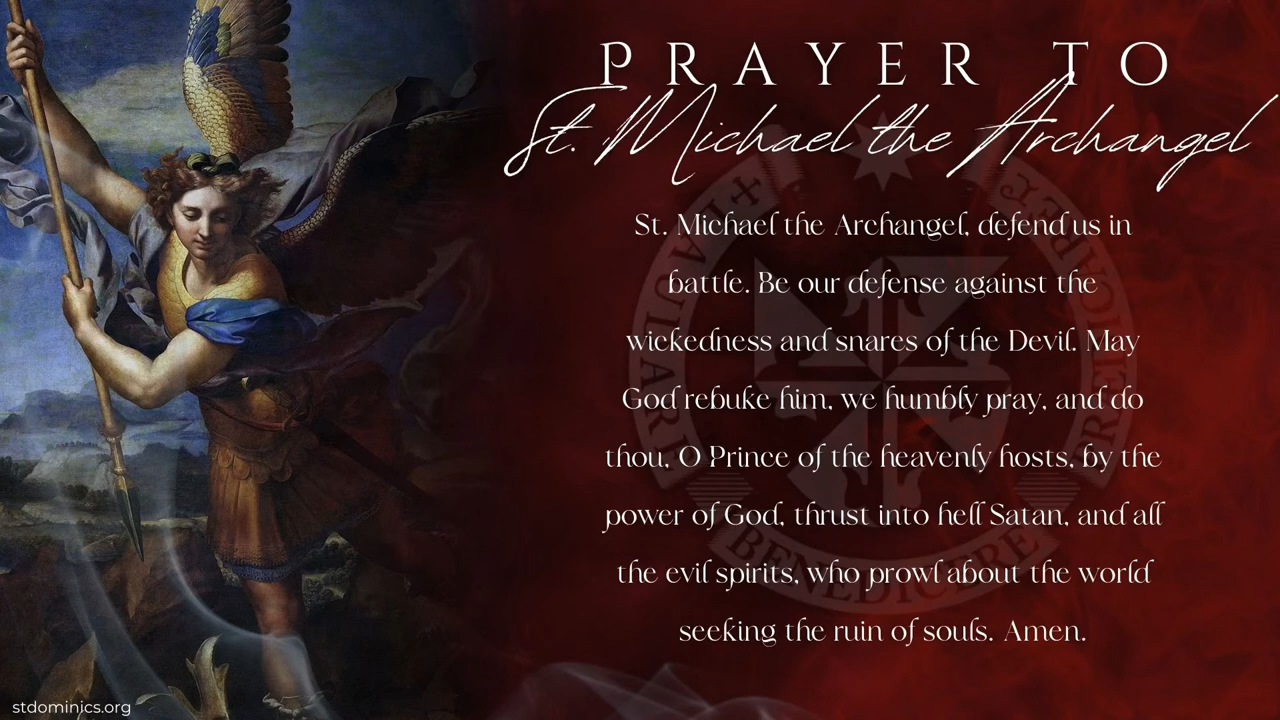 PRAYER TO
St. Michael the Archangel
St. Michael the Archangel, defend us in
battle. Be our defense against the
wickedness and snares of the Devil. May
God rebuke him, we humbly pray, and do
thou, O Prince of the heavenly hosts, by the
power of God, thrust into hell Satan, and all
the evil spirits, who prowl about the world
seeking the ruin of souls. Amen.
LAUDARE
BENEDICERE
PRÆDICARE
stdominics.org